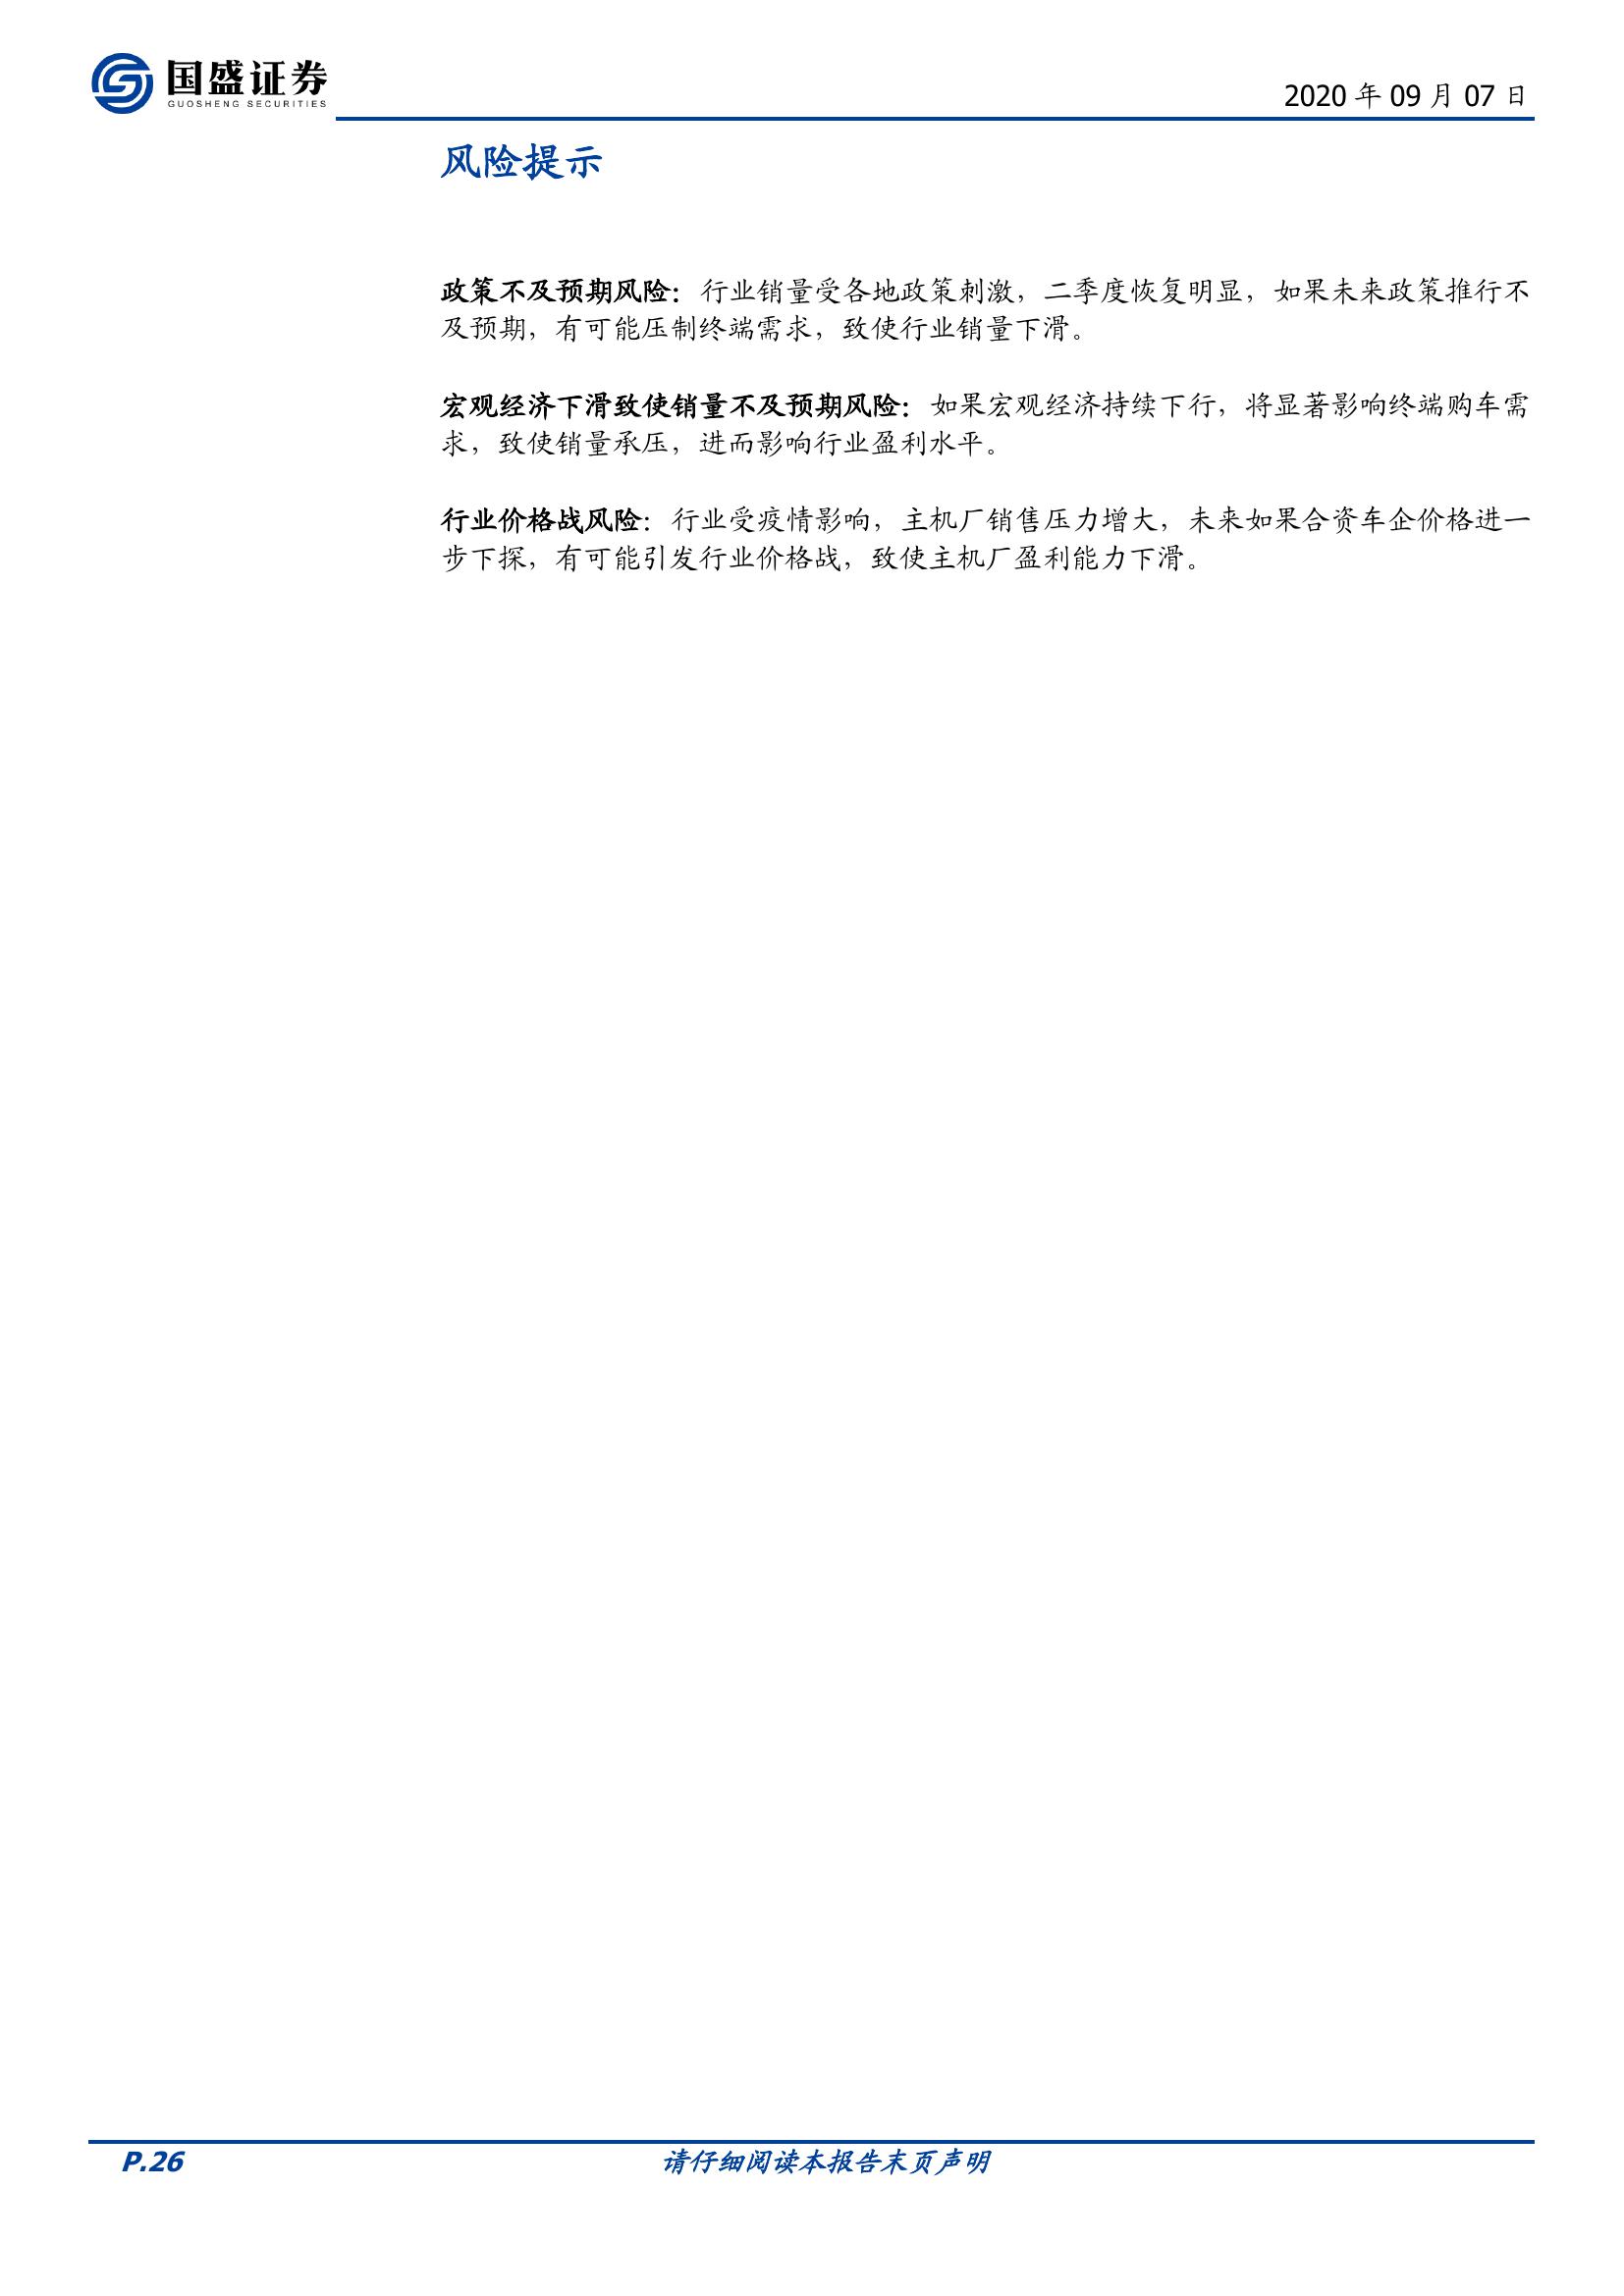 国盛证券
GUOSHENG SECURITIES
2020 年 09 月 07 日
风险提示
政策不及预期风险：行业销量受各地政策刺激，二季度恢复明显，如果未来政策推行不
及预期，有可能压制终端需求，致使行业销量下滑。
宏观经济下滑致使销量不及预期风险：如果宏观经济持续下行，将显著影响终端购车需
求，致使销量承压，进而影响行业盈利水平。
行业价格战风险：行业受疫情影响，主机厂销售压力增大，未来如果合资车企价格进一
步下探，有可能引发行业价格战，致使主机厂盈利能力下滑。
P.26
请仔细阅读本报告末页声明